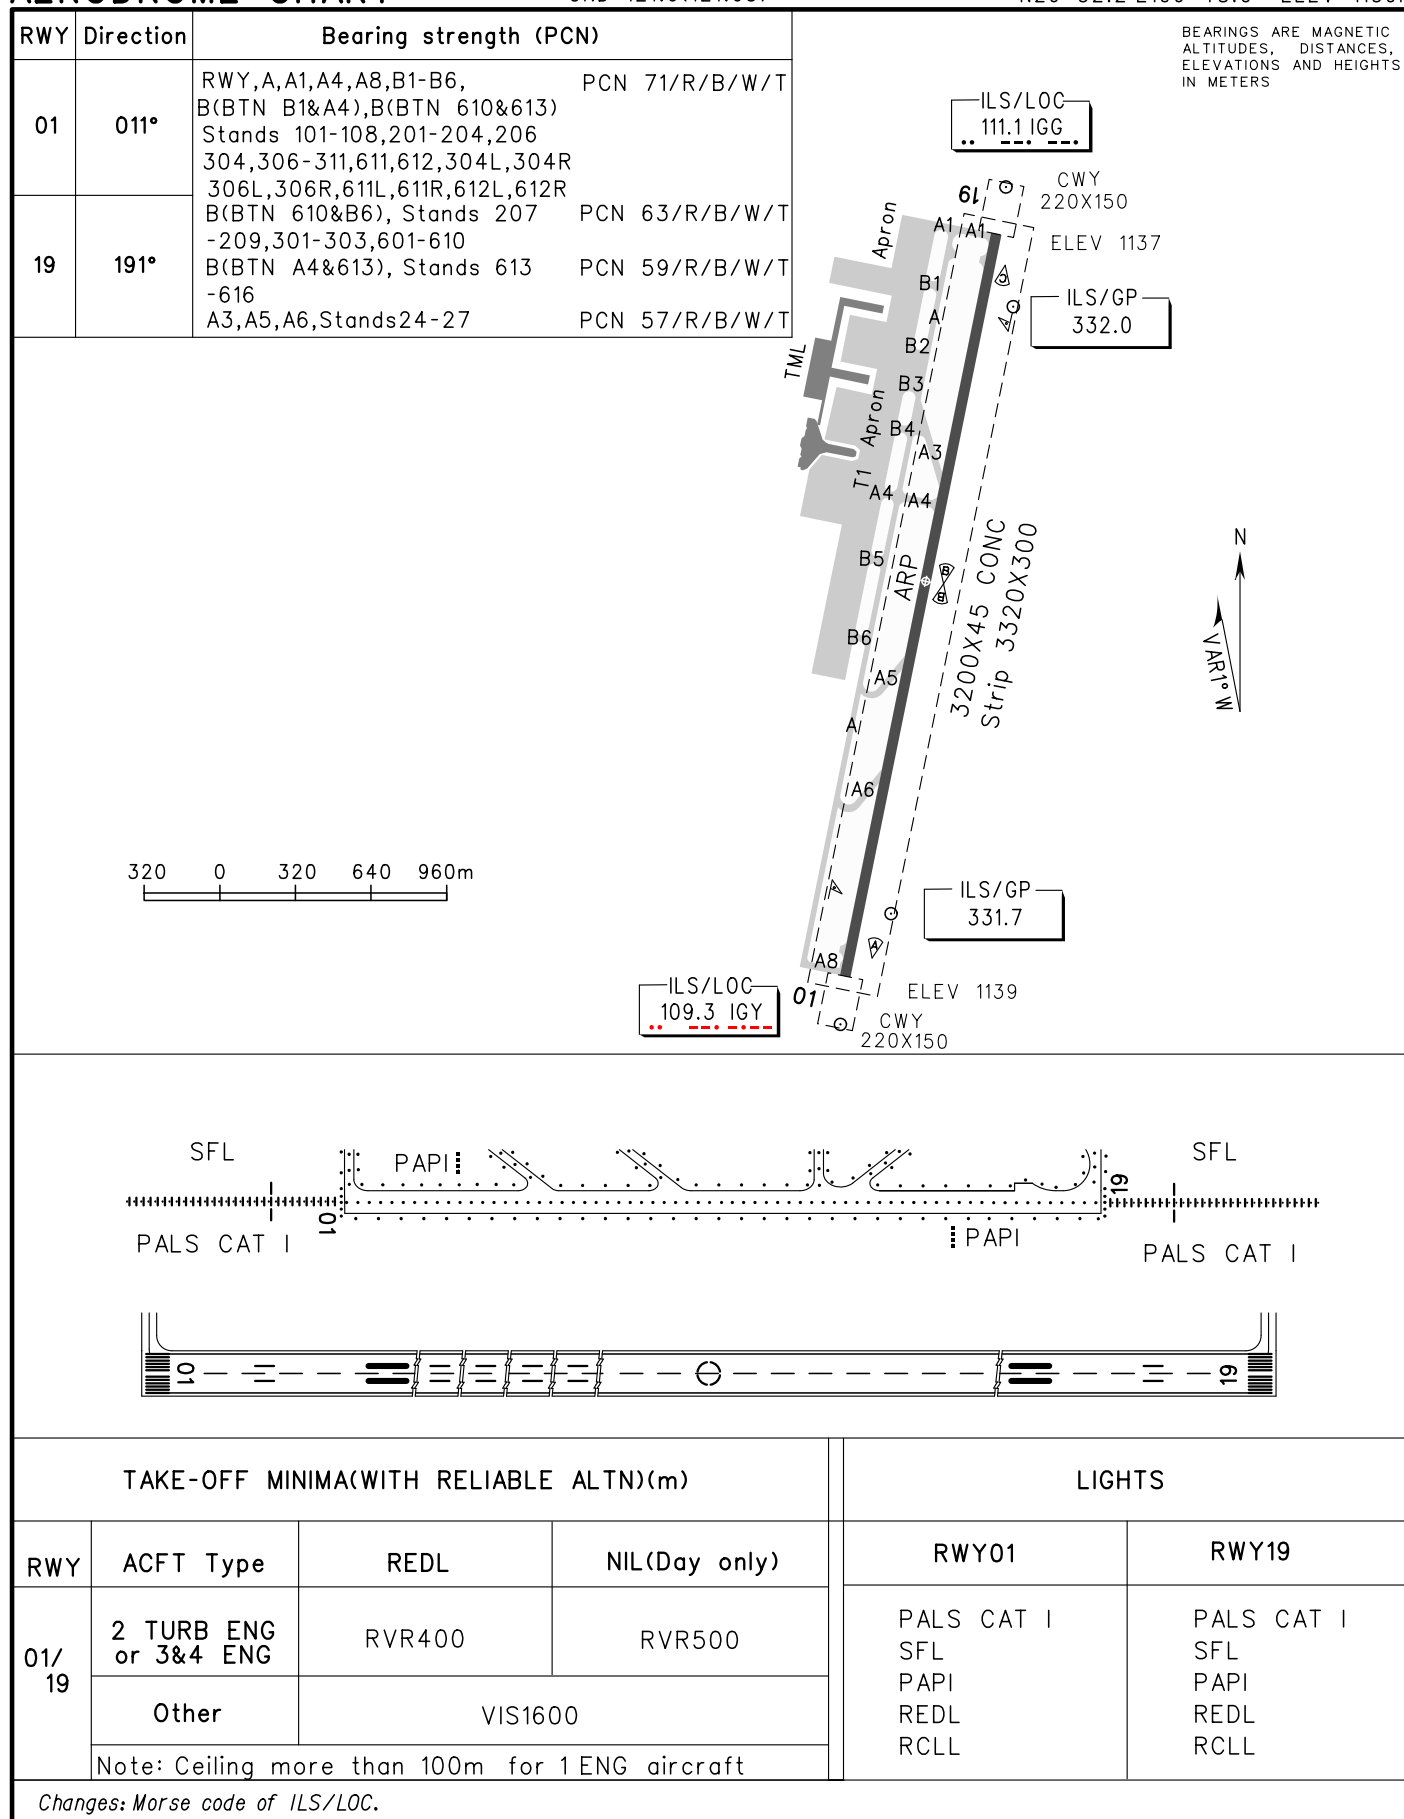 RWY Direction Bearing strength (PCN)
01 011°
RWY,A,A1,A4,A8,B1-B6, PCN 71/R/B/W/T
B(BTN B1&A4),B(BTN 610&613)
Stands 101-108,201-204,206
304,306-311,611,612,304L,304R
306L,306R,611L,611R,612L,612R
19 191°
B(BTN 610&B6), Stands 207 PCN 63/R/B/W/T
-209,301-303,601-610
B(BTN A4&613), Stands 613 PCN 59/R/B/W/T
-616
A3,A5,A6,Stands24-27 PCN 57/R/B/W/T
BEARINGS ARE MAGNETIC
ALTITUDES, DISTANCES,
ELEVATIONS AND HEIGHTS
IN METERS
ILS/LOC
111.1 IGG
19
CWY
220X150
ELEV 1137
Apron
A1
A1
B1
A
ILS/GP
332.0
C
B2
TML
B3
Apron
B4
A3
T1
A4
A4
B5
ARP
B
B
3200X45 CONC
Strip 3320X300
N
VAR1°W
B6
A5
A
A6
320 0 320 640 960m
ILS/GP
331.7
A
A8
ILS/LOC
109.3 IGY
01
ELEV 1139
CWY
220X150
SFL
PAPI
SFL
01
19
PALS CAT I
PAPI
PALS CAT I
01
19
TAKE-OFF MINIMA(WITH RELIABLE ALTN)(m)
LIGHTS
RWY ACFT Type REDL NIL(Day only)
RWY01 RWY19
01/
19
2 TURB ENG
or 3&4 ENG
RVR400 RVR500
Other VIS1600
Note: Ceiling more than 100m for 1 ENG aircraft
PALS CAT I
SFL
PAPI
REDL
RCLL
PALS CAT I
SFL
PAPI
REDL
RCLL
Changes: Morse code of ILS/LOC.